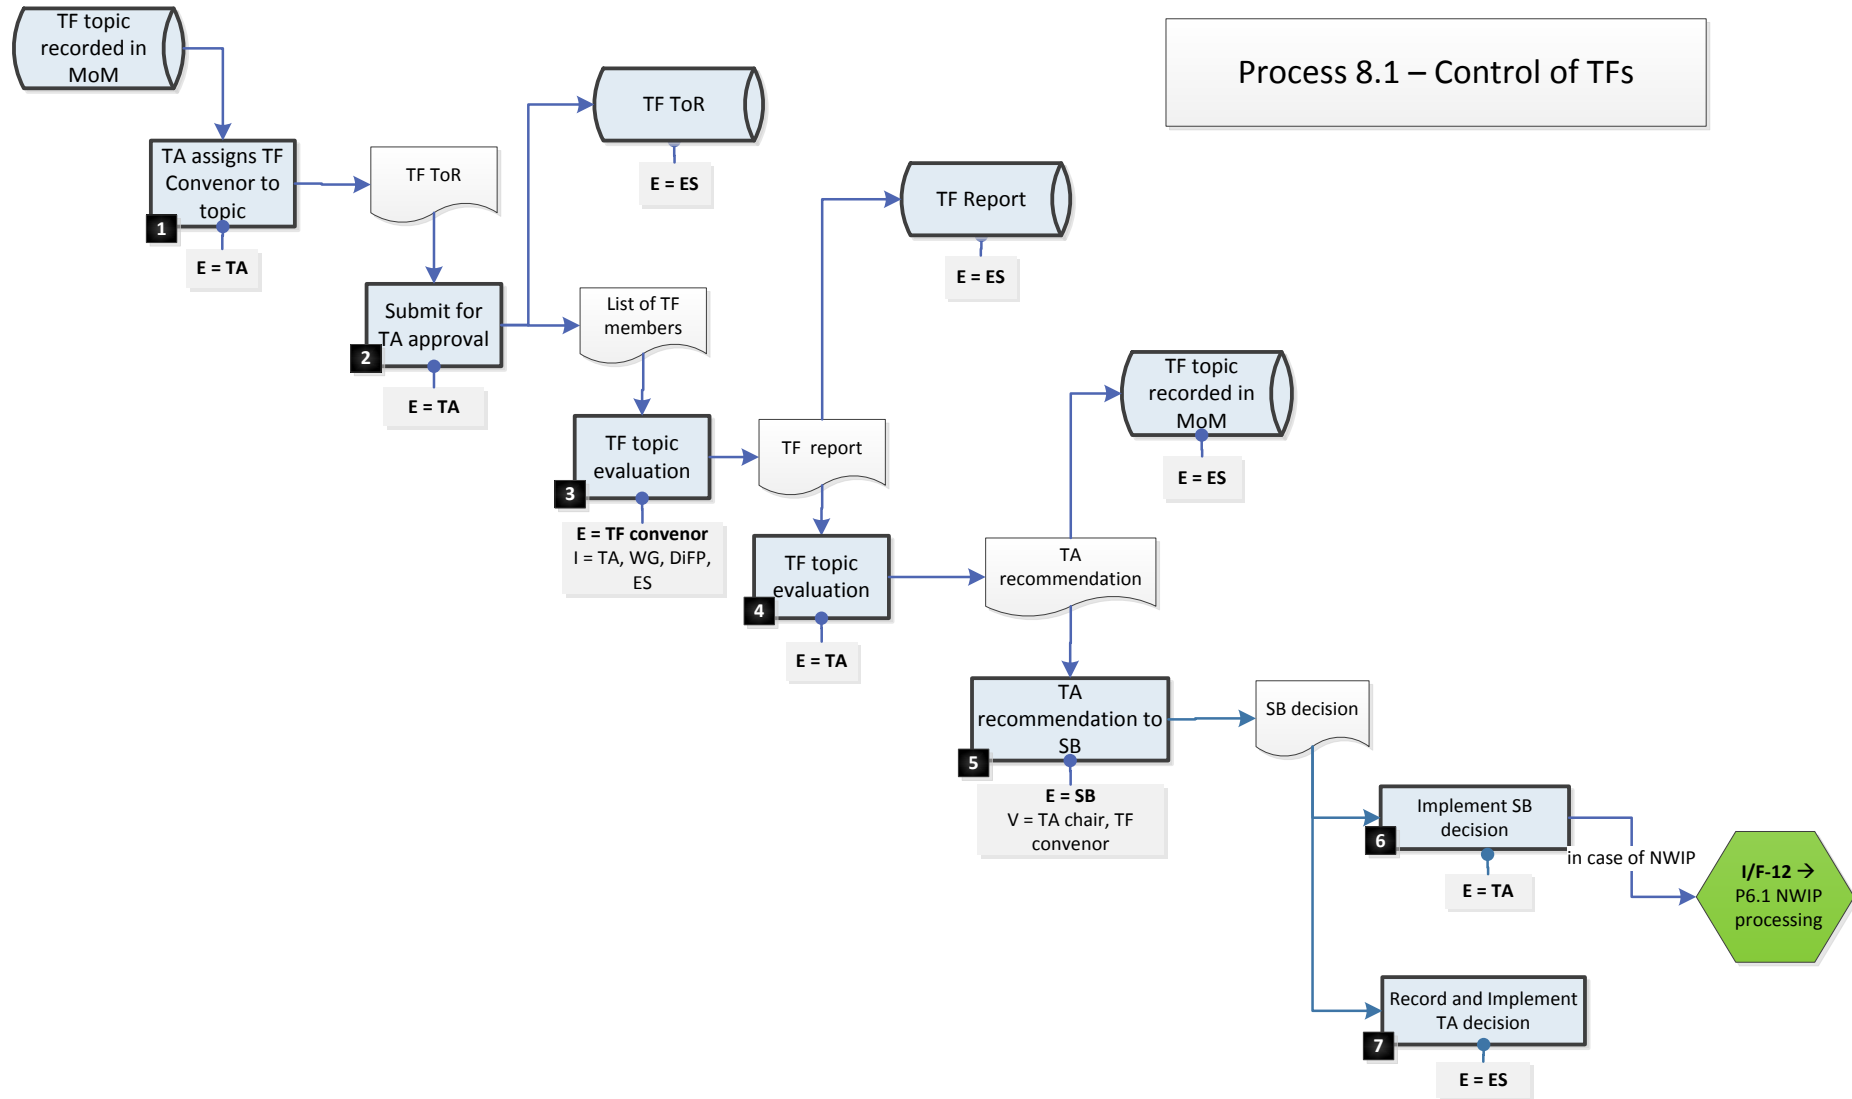 TF topic
recorded in
MoM
Process 8.1 – Control of TFs
TF ToR
E = ES
TA assigns TF
Convenor to
topic
1
E = TA
TF ToR
TF Report
E = ES
Submit for
TA approval
2
E = TA
List of TF
members
TF topic
recorded in
MoM
E = ES
TF topic
evaluation
3
E = TF convenor
I = TA, WG, DiFP,
ES
TF report
TF topic
evaluation
4
E = TA
TA
recommendation
TA
recommendation to
SB
5
E = SB
V = TA chair, TF
convenor
SB decision
Implement SB
decision
6
E = TA
in case of NWIP
I/F-12 →
P6.1 NWIP
processing
Record and Implement
TA decision
7
E = ES